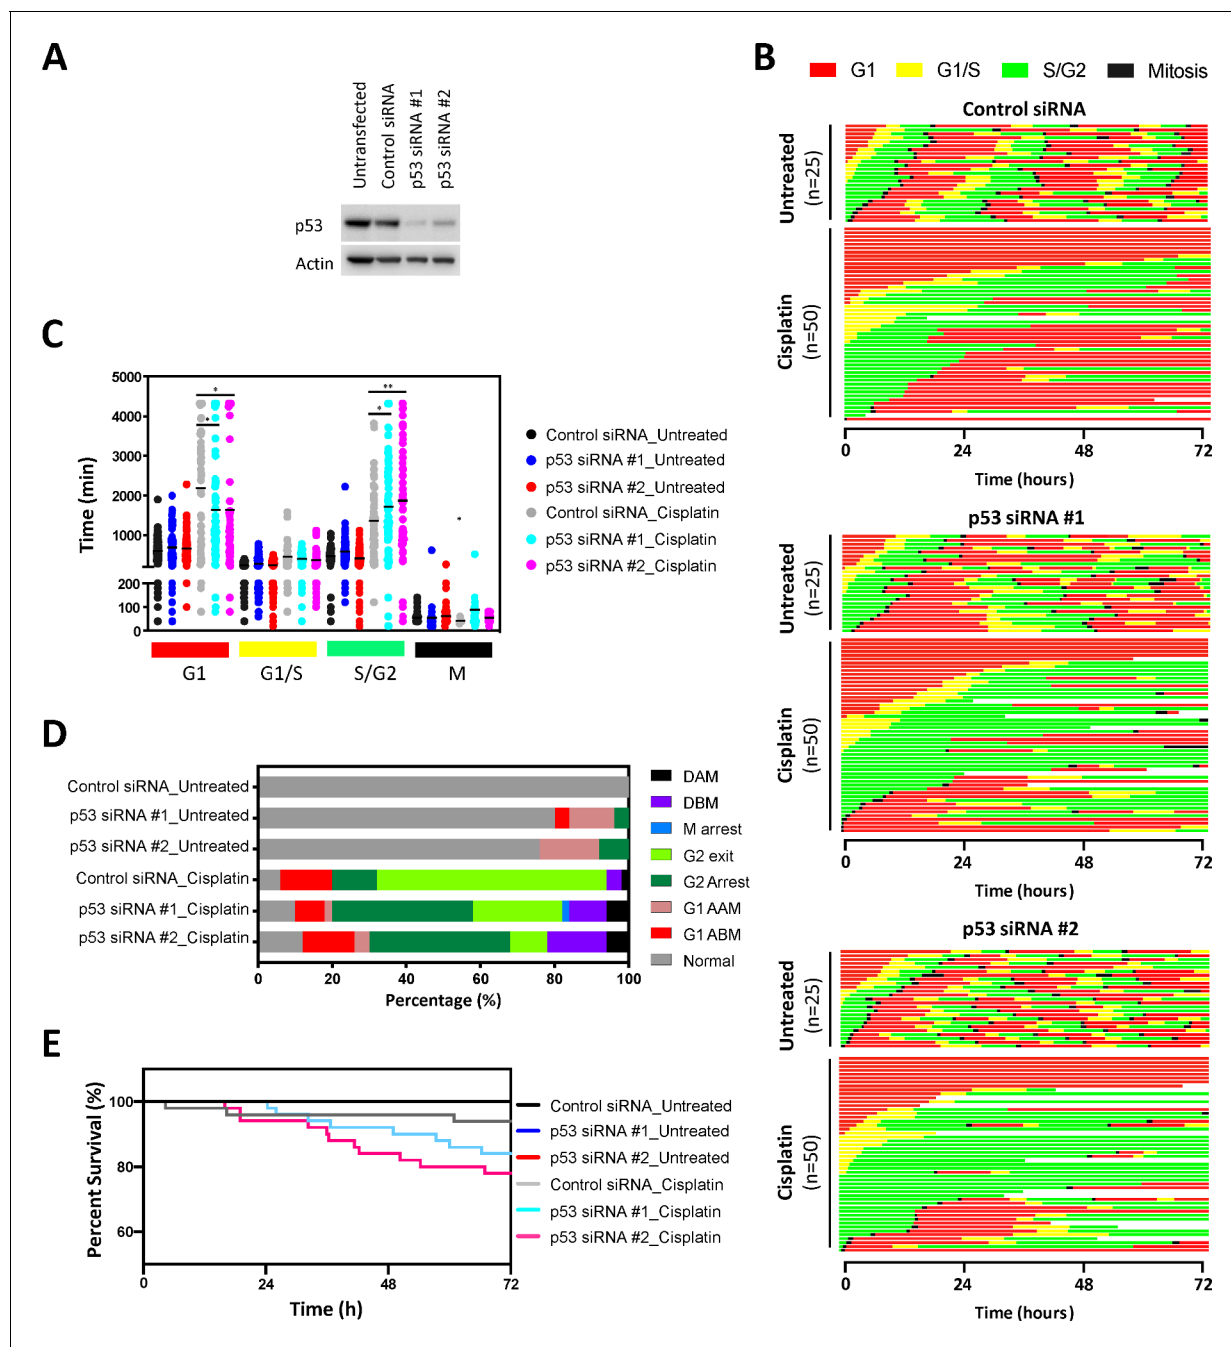 A
Untransfected
Control siRNA
p53 siRNA #1
p53 siRNA #2
p53
Actin
B
G1
G1/S
S/G2
Mitosis
Control siRNA
Untreated
(n=25)
Cisplatin
(n=50)
0 24 48 72
Time (hours)
p53 siRNA #1
Untreated
(n=25)
Cisplatin
(n=50)
0 24 48 72
Time (hours)
p53 siRNA #2
Untreated
(n=25)
Cisplatin
(n=50)
0 24 48 72
Time (hours)
C
Time (min)
5000
4000
3000
2000
1000
200
100
0
*
*
**
*
*
G1
G1/S
S/G2
M
Control siRNA_Untreated
p53 siRNA #1_Untreated
p53 siRNA #2_Untreated
Control siRNA_Cisplatin
p53 siRNA #1_Cisplatin
p53 siRNA #2_Cisplatin
D
Control siRNA_Untreated
p53 siRNA #1_Untreated
p53 siRNA #2_Untreated
Control siRNA_Cisplatin
p53 siRNA #1_Cisplatin
p53 siRNA #2_Cisplatin
0 20 40 60 80 100
Percentage (%)
DAM
DBM
M arrest
G2 exit
G2 Arrest
G1 AAM
G1 ABM
Normal
E
Percent Survival (%)
100
80
60
0 24 48 72
Time (h)
Control siRNA_Untreated
p53 siRNA #1_Untreated
p53 siRNA #2_Untreated
Control siRNA_Cisplatin
p53 siRNA #1_Cisplatin
p53 siRNA #2_Cisplatin